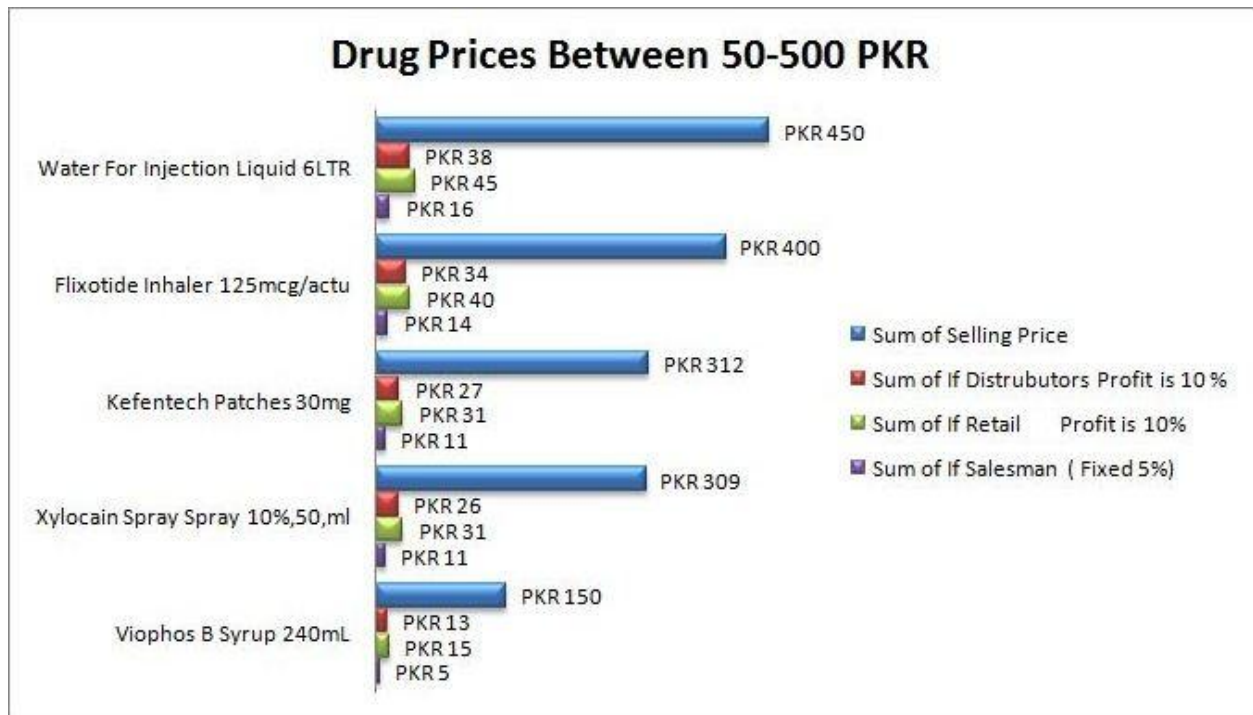 Drug Prices Between 50-500 PKR
Water For Injection Liquid 6LTR
PKR 450
PKR 38
PKR 45
PKR 16
Flixotide Inhaler 125mcg/actu
PKR 400
PKR 34
PKR 40
PKR 14
Kefentech Patches 30mg
PKR 312
PKR 27
PKR 31
PKR 11
Xylocain Spray Spray 10%,50,ml
PKR 309
PKR 26
PKR 31
PKR 11
Viophos B Syrup 240mL
PKR 150
PKR 13
PKR 15
PKR 5
Sum of Selling Price
Sum of If Distrubutors Profit is 10 %
Sum of If Retail Profit is 10%
Sum of If Salesman ( Fixed 5%)